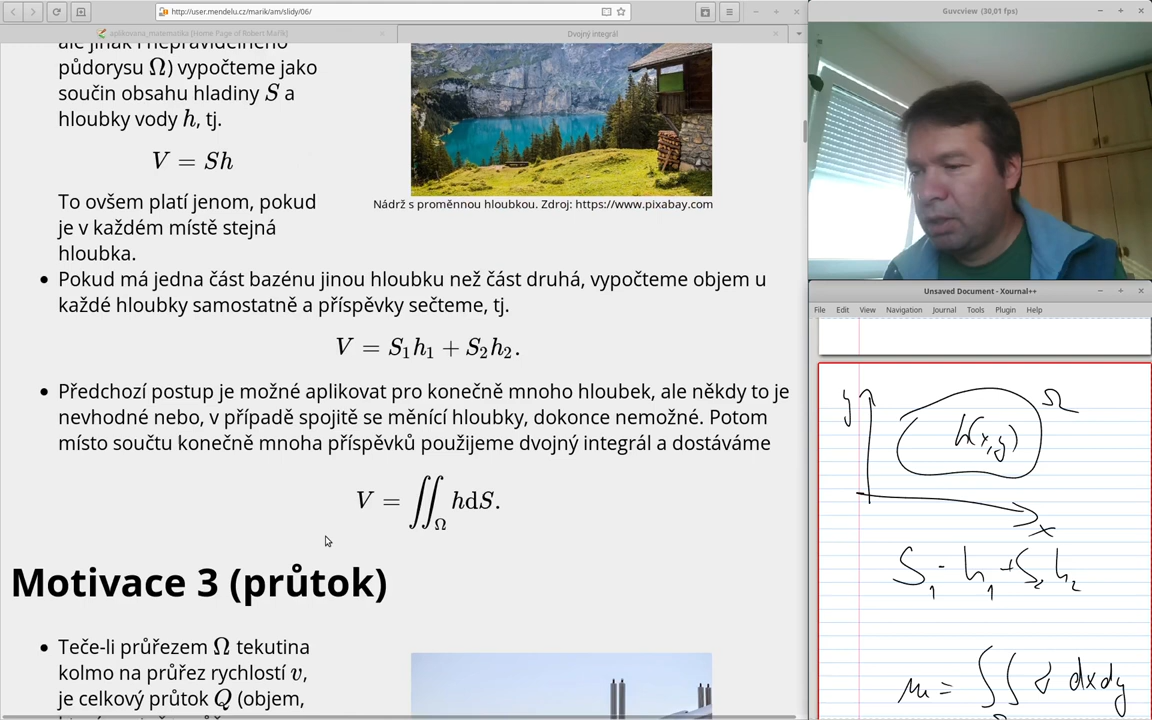 http://user.mendelu.cz/marik/am/slidy/06/
aplikovana_matematika [Home Page of Robert Mařík]
Dvojný integrál
ale jinak i nepravidelného
půdorysu Ω) vypočteme jako
součin obsahu hladiny S a
hloubky vody h, tj.
V = Sh
To ovšem platí jenom, pokud
je v každém místě stejná
hloubka.
Nádrž s proměnnou hloubkou. Zdroj: https://www.pixabay.com
• Pokud má jedna část bazénu jinou hloubku než část druhá, vypočteme objem u
každé hloubky samostatně a příspěvky sečteme, tj.
V = S₁h₁ + S₂h₂.
• Předchozí postup je možné aplikovat pro konečně mnoho hloubek, ale někdy to je
nevhodné nebo, v případě spojitě se měnící hloubky, dokonce nemožné. Potom
místo součtu konečně mnoha příspěvků použijeme dvojný integrál a dostáváme
V = ∬_Ω hdS.
Motivace 3 (průtok)
• Teče-li průřezem Ω tekutina
kolmo na průřez rychlostí v,
je celkový průtok Q (objem,
Guvcview (30,01 fps)
Unsaved Document - Xournal++
File Edit View Navigation Journal Tools Plugin Help
y
Ω
h(x,y)
x
S₁·h₁+S₂h₂
m = ∬ σ dxdy